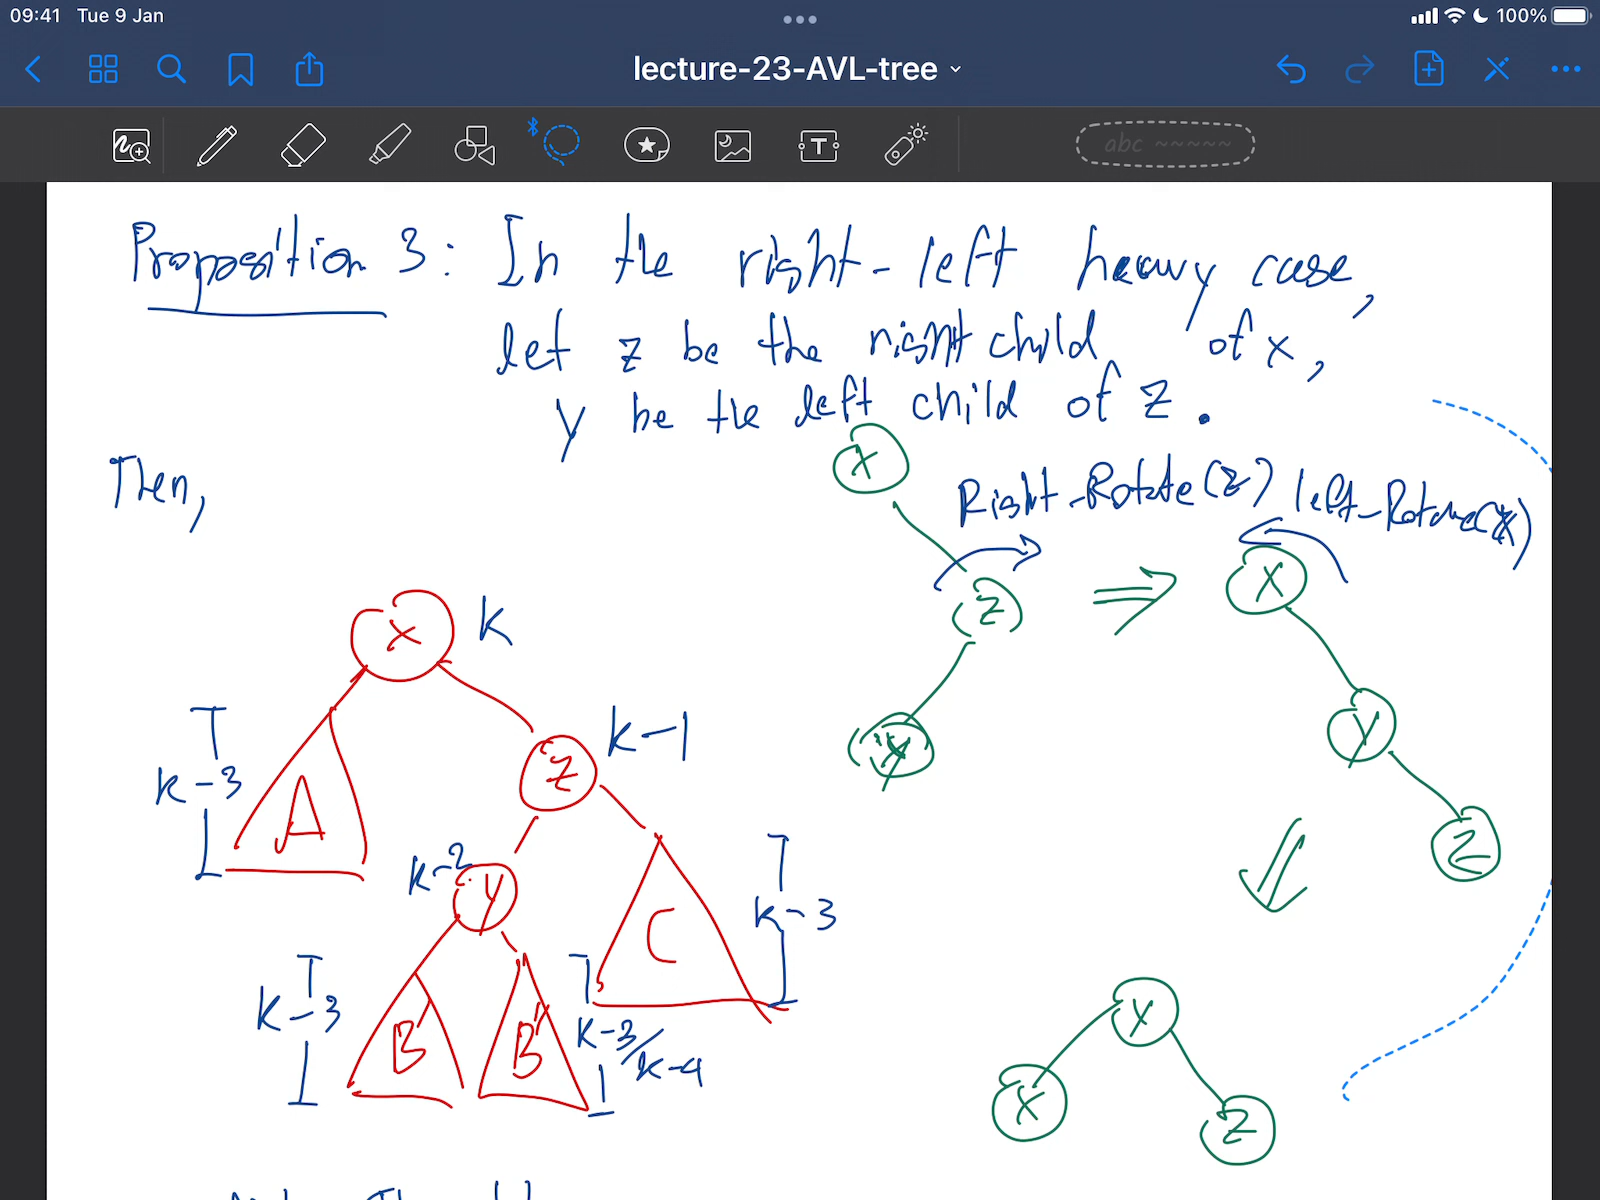 09:41 Tue 9 Jan
100%
lecture-23-AVL-tree
T
abc
Proposition 3: In the right-left heavy case,
let z be the right child of x,
y be the left child of z.
Then,
x
Right-Rotate(z) left-Rotate(x)
z
x
y
y
z
x k
k-3
A
z k-1
k-2
y
C
k-3
k-3
B
B'
k-3/k-4
y
x
z